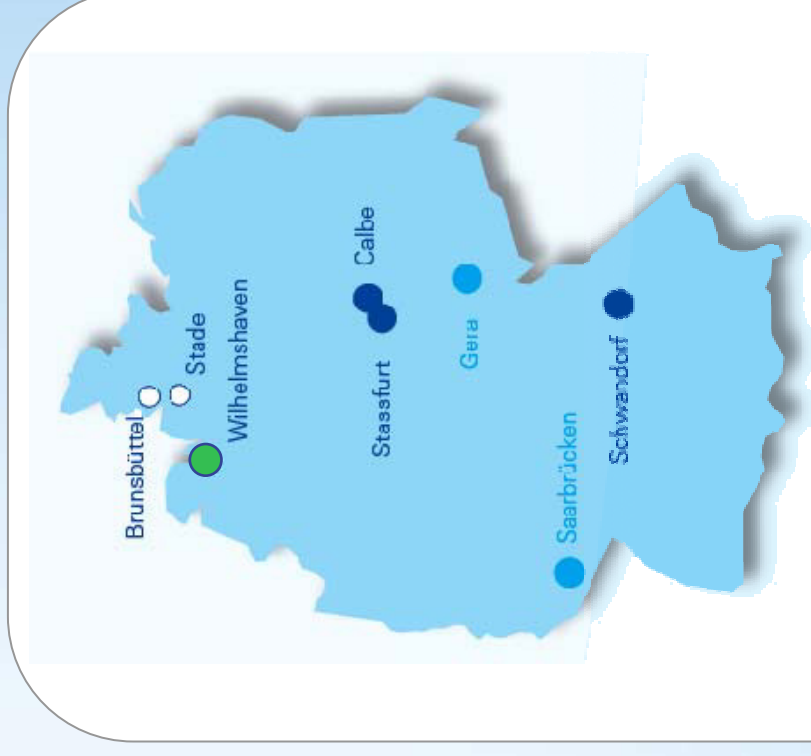 Brunsbüttel
Stade
Wilhelmshaven
Calbe
Stassfurt
Gera
Saarbrücken
Schwandorf